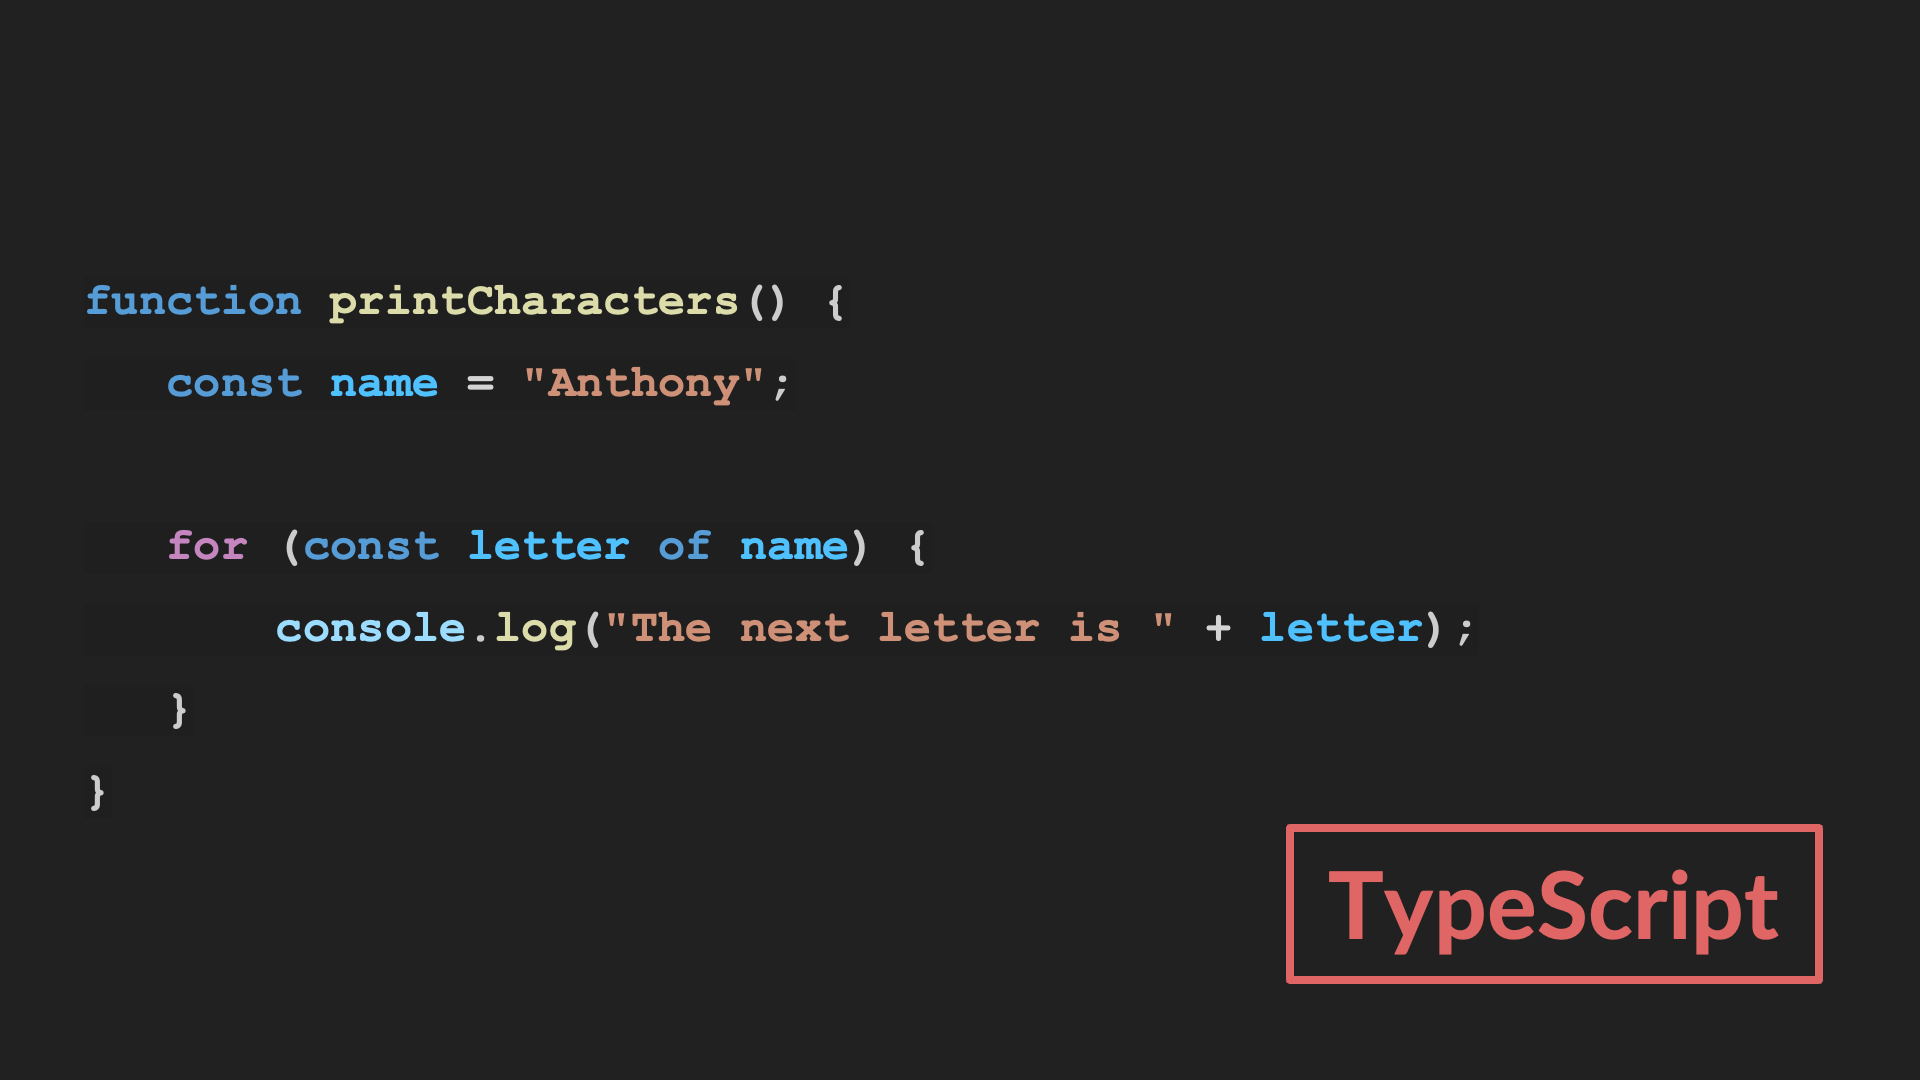 function printCharacters() {
   const name = "Anthony";

   for (const letter of name) {
       console.log("The next letter is " + letter);
   }
}
TypeScript